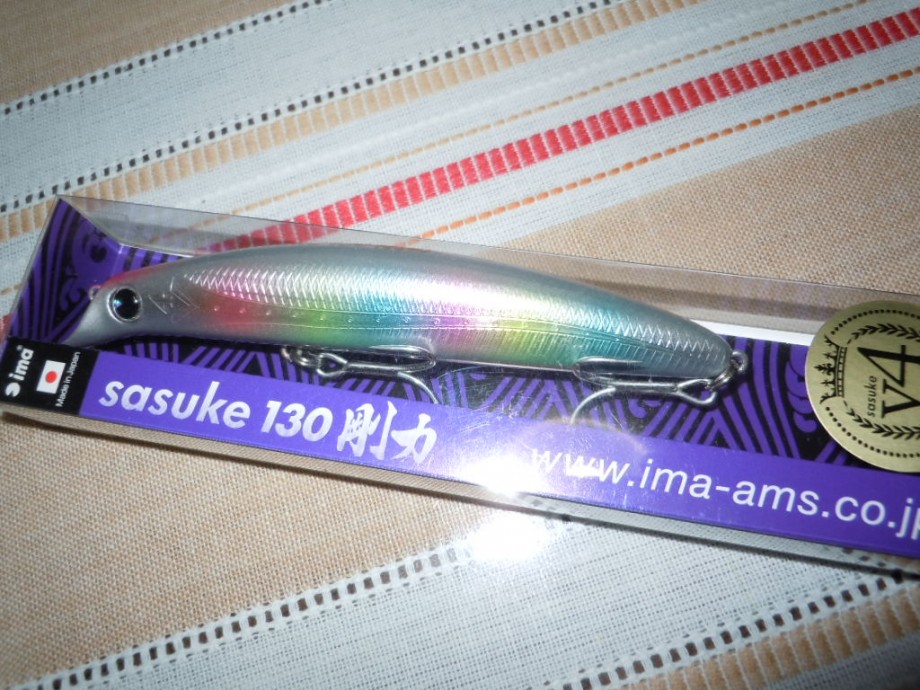 ima
Made in Japan
sasuke 130 剛力
www.ima-ams.co.jp
sasuke
v4